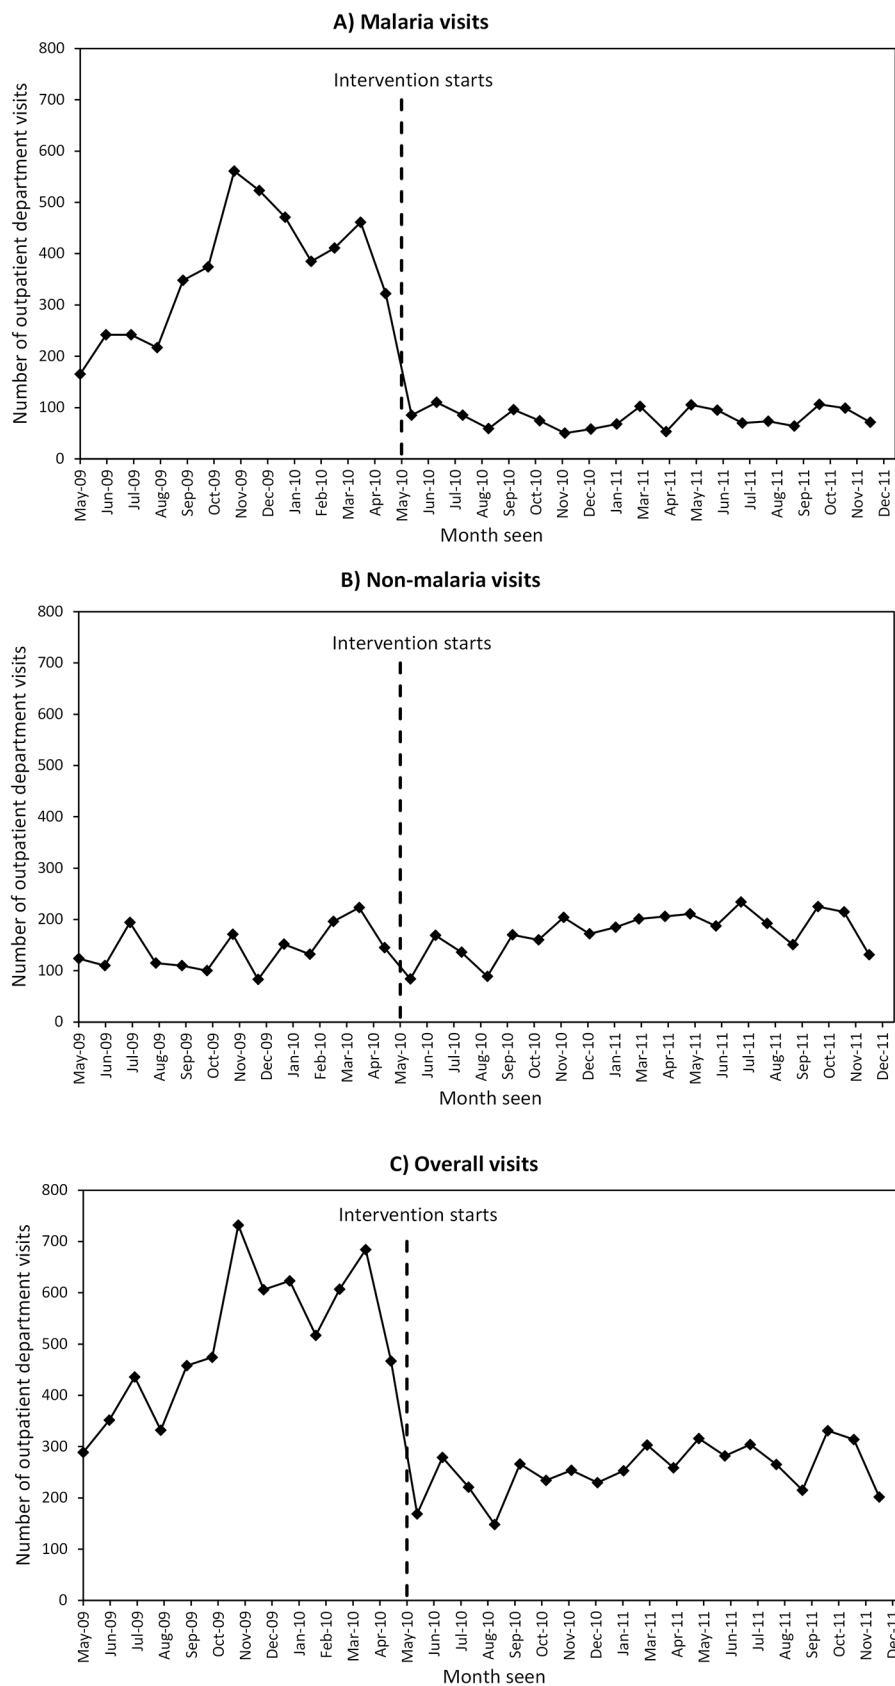 A) Malaria visits
Number of outpatient department visits
800
700
600
500
400
300
200
100
0
Intervention starts
May-09
Jun-09
Jul-09
Aug-09
Sep-09
Oct-09
Nov-09
Dec-09
Jan-10
Feb-10
Mar-10
Apr-10
May-10
Jun-10
Jul-10
Aug-10
Sep-10
Oct-10
Nov-10
Dec-10
Jan-11
Feb-11
Mar-11
Apr-11
May-11
Jun-11
Jul-11
Aug-11
Sep-11
Oct-11
Nov-11
Dec-11
Month seen
B) Non-malaria visits
Number of outpatient department visits
800
700
600
500
400
300
200
100
0
Intervention starts
May-09
Jun-09
Jul-09
Aug-09
Sep-09
Oct-09
Nov-09
Dec-09
Jan-10
Feb-10
Mar-10
Apr-10
May-10
Jun-10
Jul-10
Aug-10
Sep-10
Oct-10
Nov-10
Dec-10
Jan-11
Feb-11
Mar-11
Apr-11
May-11
Jun-11
Jul-11
Aug-11
Sep-11
Oct-11
Nov-11
Dec-11
Month seen
C) Overall visits
Number of outpatient department visits
800
700
600
500
400
300
200
100
0
Intervention starts
May-09
Jun-09
Jul-09
Aug-09
Sep-09
Oct-09
Nov-09
Dec-09
Jan-10
Feb-10
Mar-10
Apr-10
May-10
Jun-10
Jul-10
Aug-10
Sep-10
Oct-10
Nov-10
Dec-10
Jan-11
Feb-11
Mar-11
Apr-11
May-11
Jun-11
Jul-11
Aug-11
Sep-11
Oct-11
Nov-11
Dec-11
Month seen